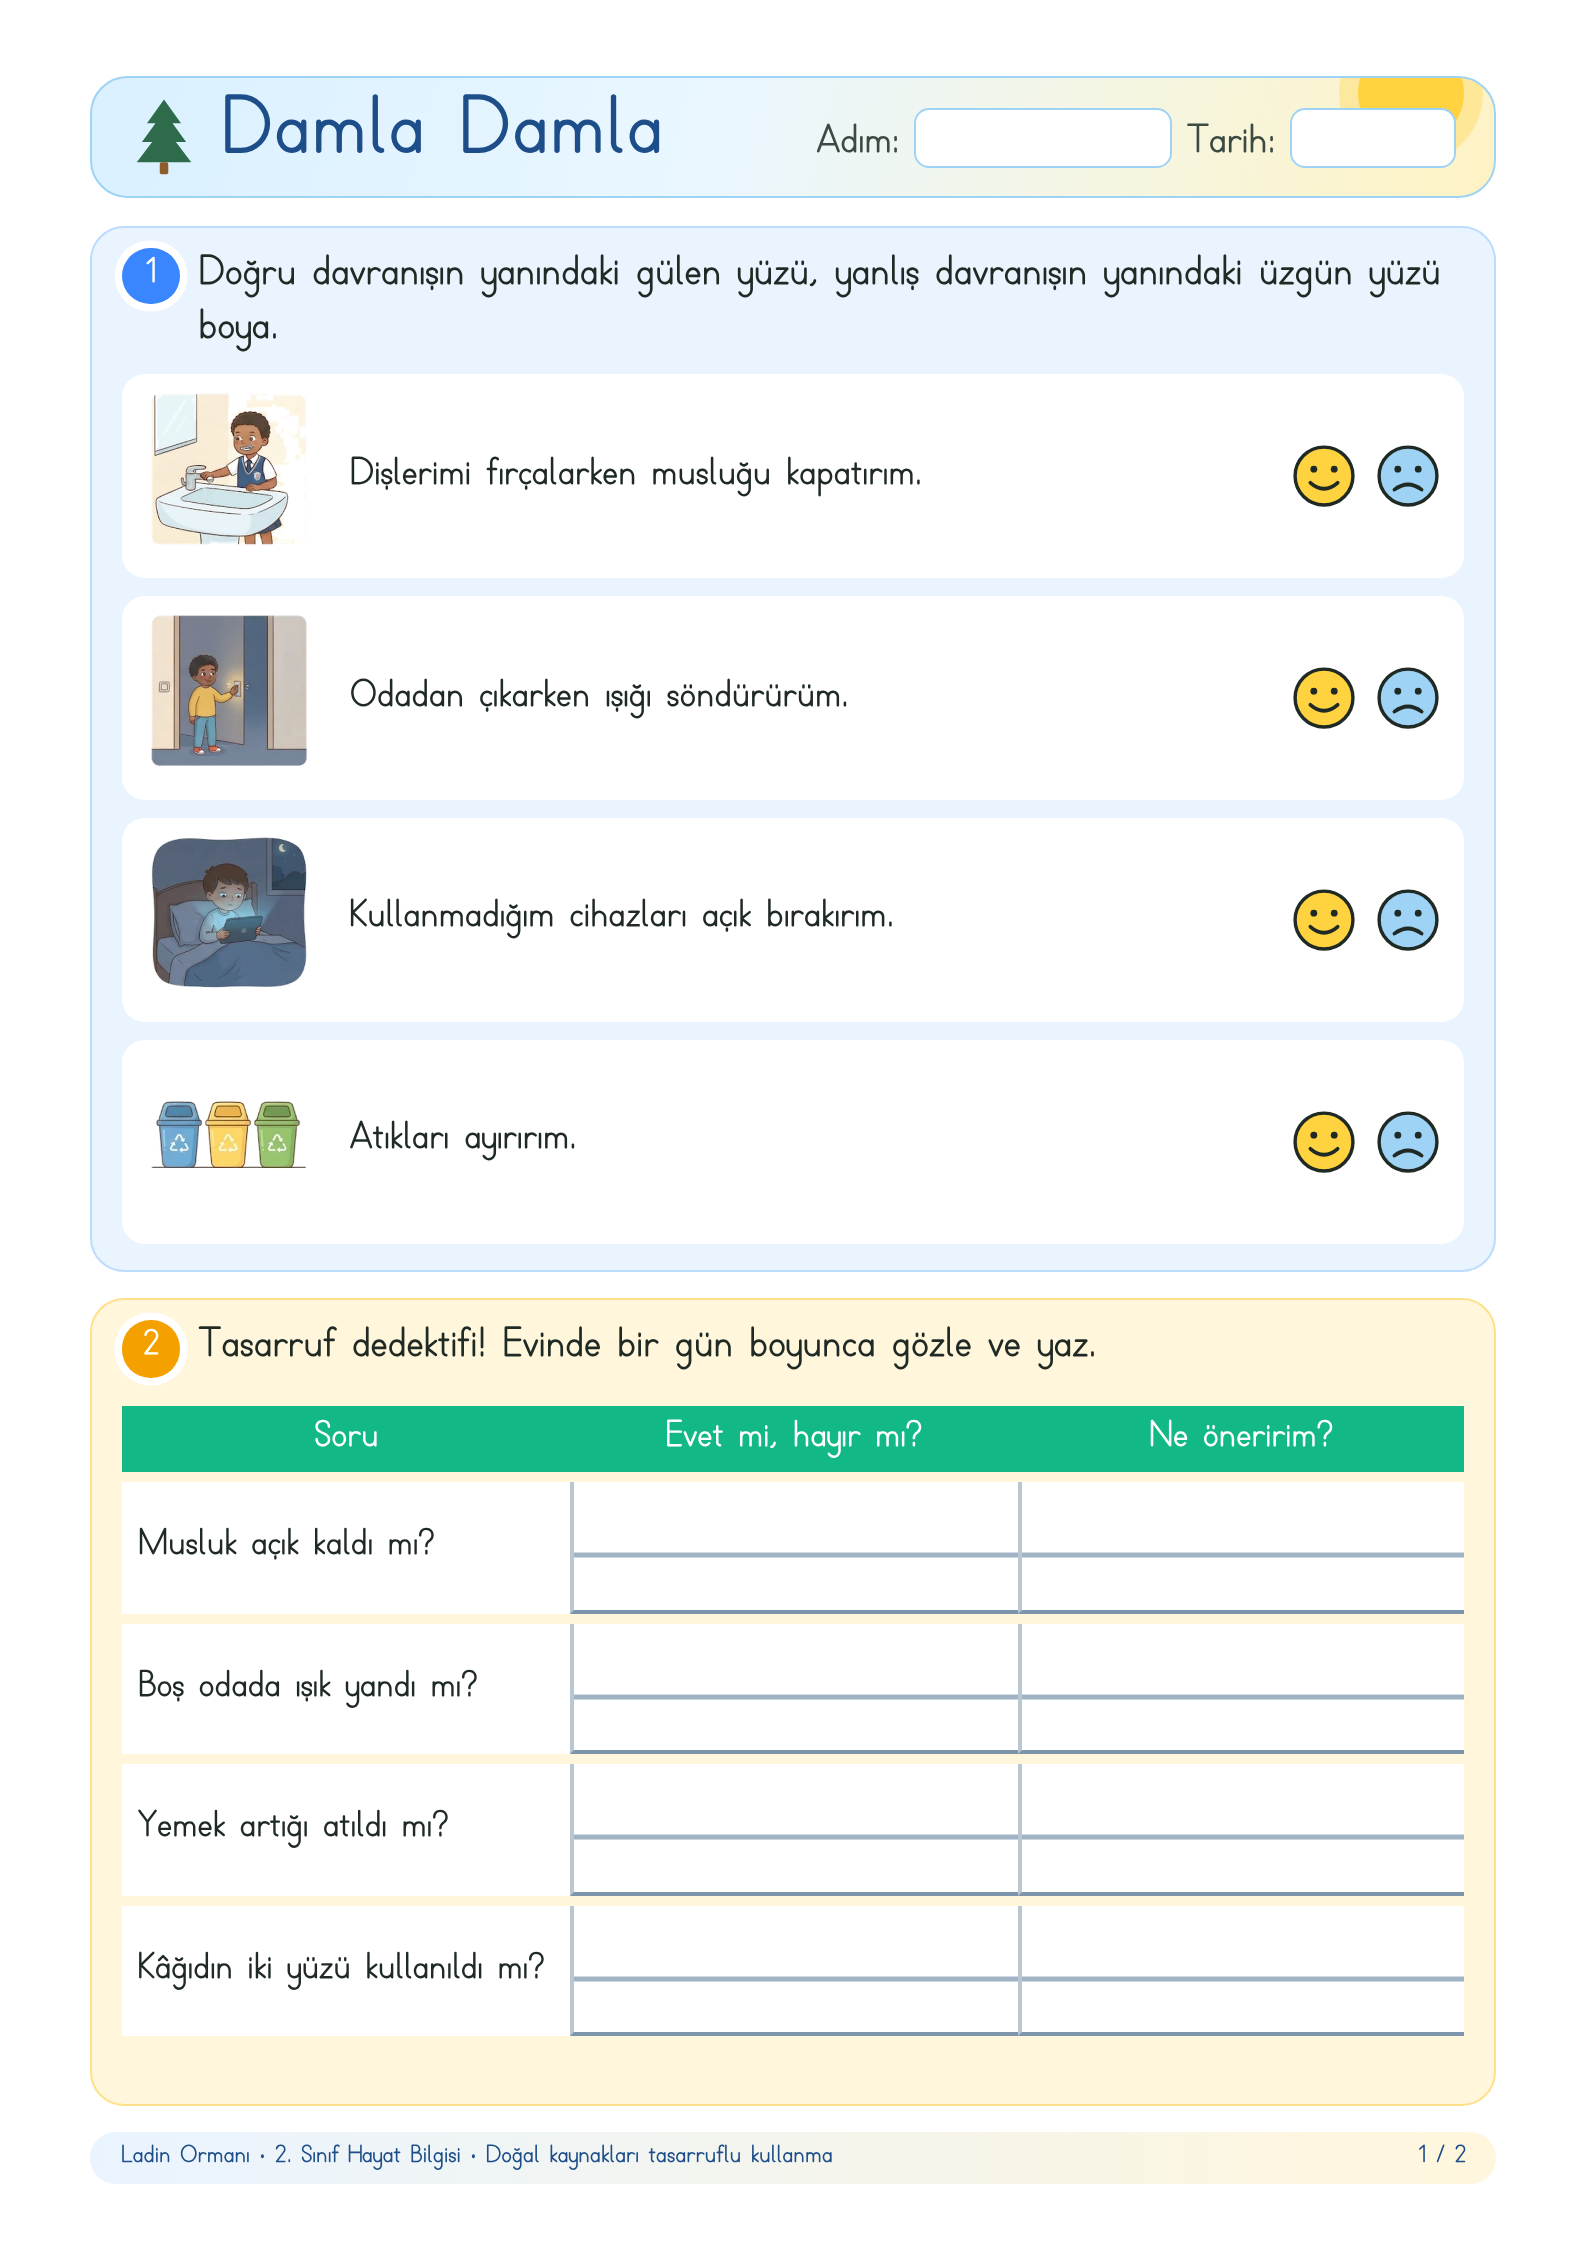 Damla Damla
Adım:
Tarih:
1
Doğru davranışın yanındaki gülen yüzü, yanlış davranışın yanındaki üzgün yüzü
boya.
Dişlerimi fırçalarken musluğu kapatırım.
Odadan çıkarken ışığı söndürürüm.
Kullanmadığım cihazları açık bırakırım.
Atıkları ayırırım.
2
Tasarruf dedektifi! Evinde bir gün boyunca gözle ve yaz.
Soru
Evet mi, hayır mı?
Ne öneririm?
Musluk açık kaldı mı?
Boş odada ışık yandı mı?
Yemek artığı atıldı mı?
Kâğıdın iki yüzü kullanıldı mı?
Ladin Ormanı • 2. Sınıf Hayat Bilgisi • Doğal kaynakları tasarruflu kullanma
1 / 2